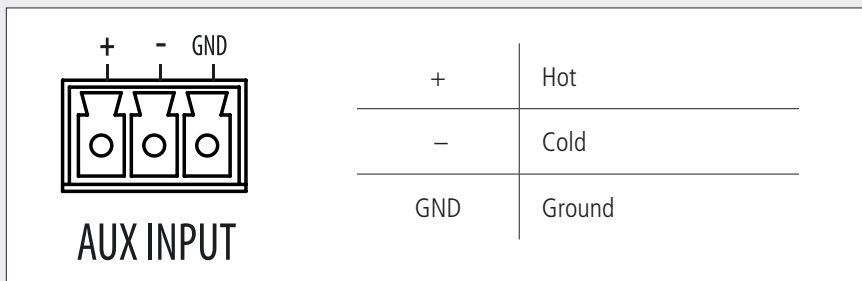 + - GND
AUX INPUT
+ Hot
– Cold
GND Ground